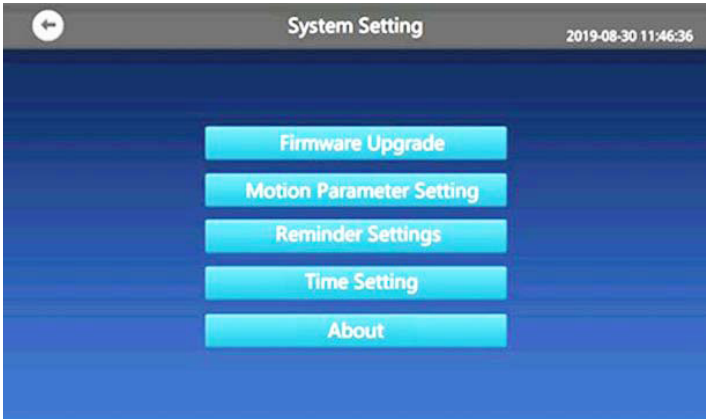 System Setting
2019-08-30 11:46:36
Firmware Upgrade
Motion Parameter Setting
Reminder Settings
Time Setting
About